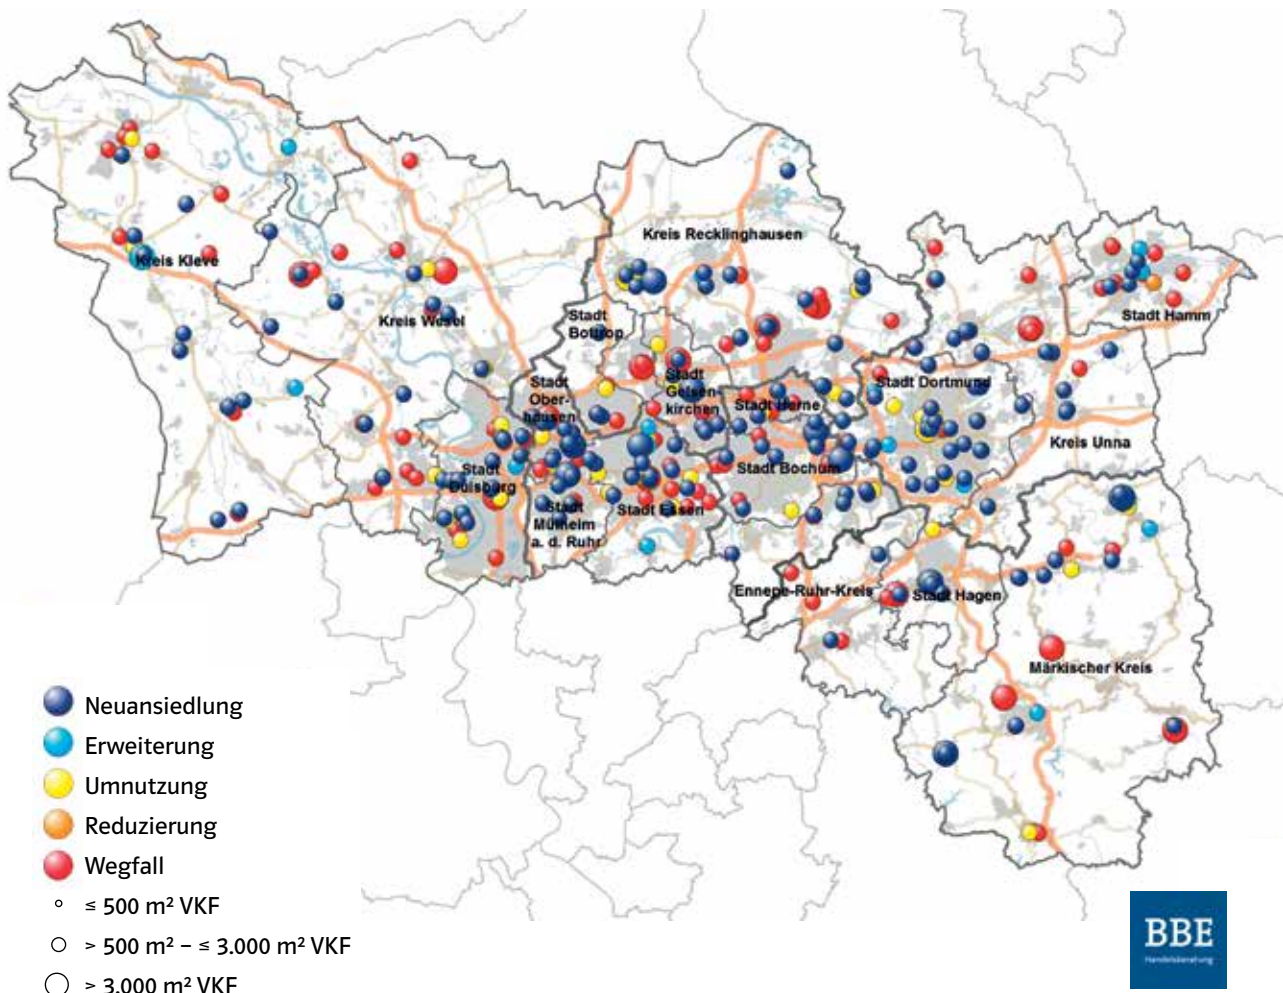 Kreis Recklinghausen
Kreis Kleve
Stadt Hamm
Stadt
Bottrop
Kreis Wesel
Stadt
Gelsen-
kirchen
Stadt
Ober-
hausen
Stadt Dortmund
Stadt Herne
Kreis Unna
Stadt
Duisburg
Stadt Bochum
Stadt
Mülheim
a. d. Ruhr
Stadt Essen
Ennepe-Ruhr-Kreis
Stadt Hagen
Märkischer Kreis
Neuansiedlung
Erweiterung
Umnutzung
Reduzierung
Wegfall
≤ 500 m² VKF
> 500 m² – ≤ 3.000 m² VKF
> 3.000 m² VKF
BBE
Handelsberatung